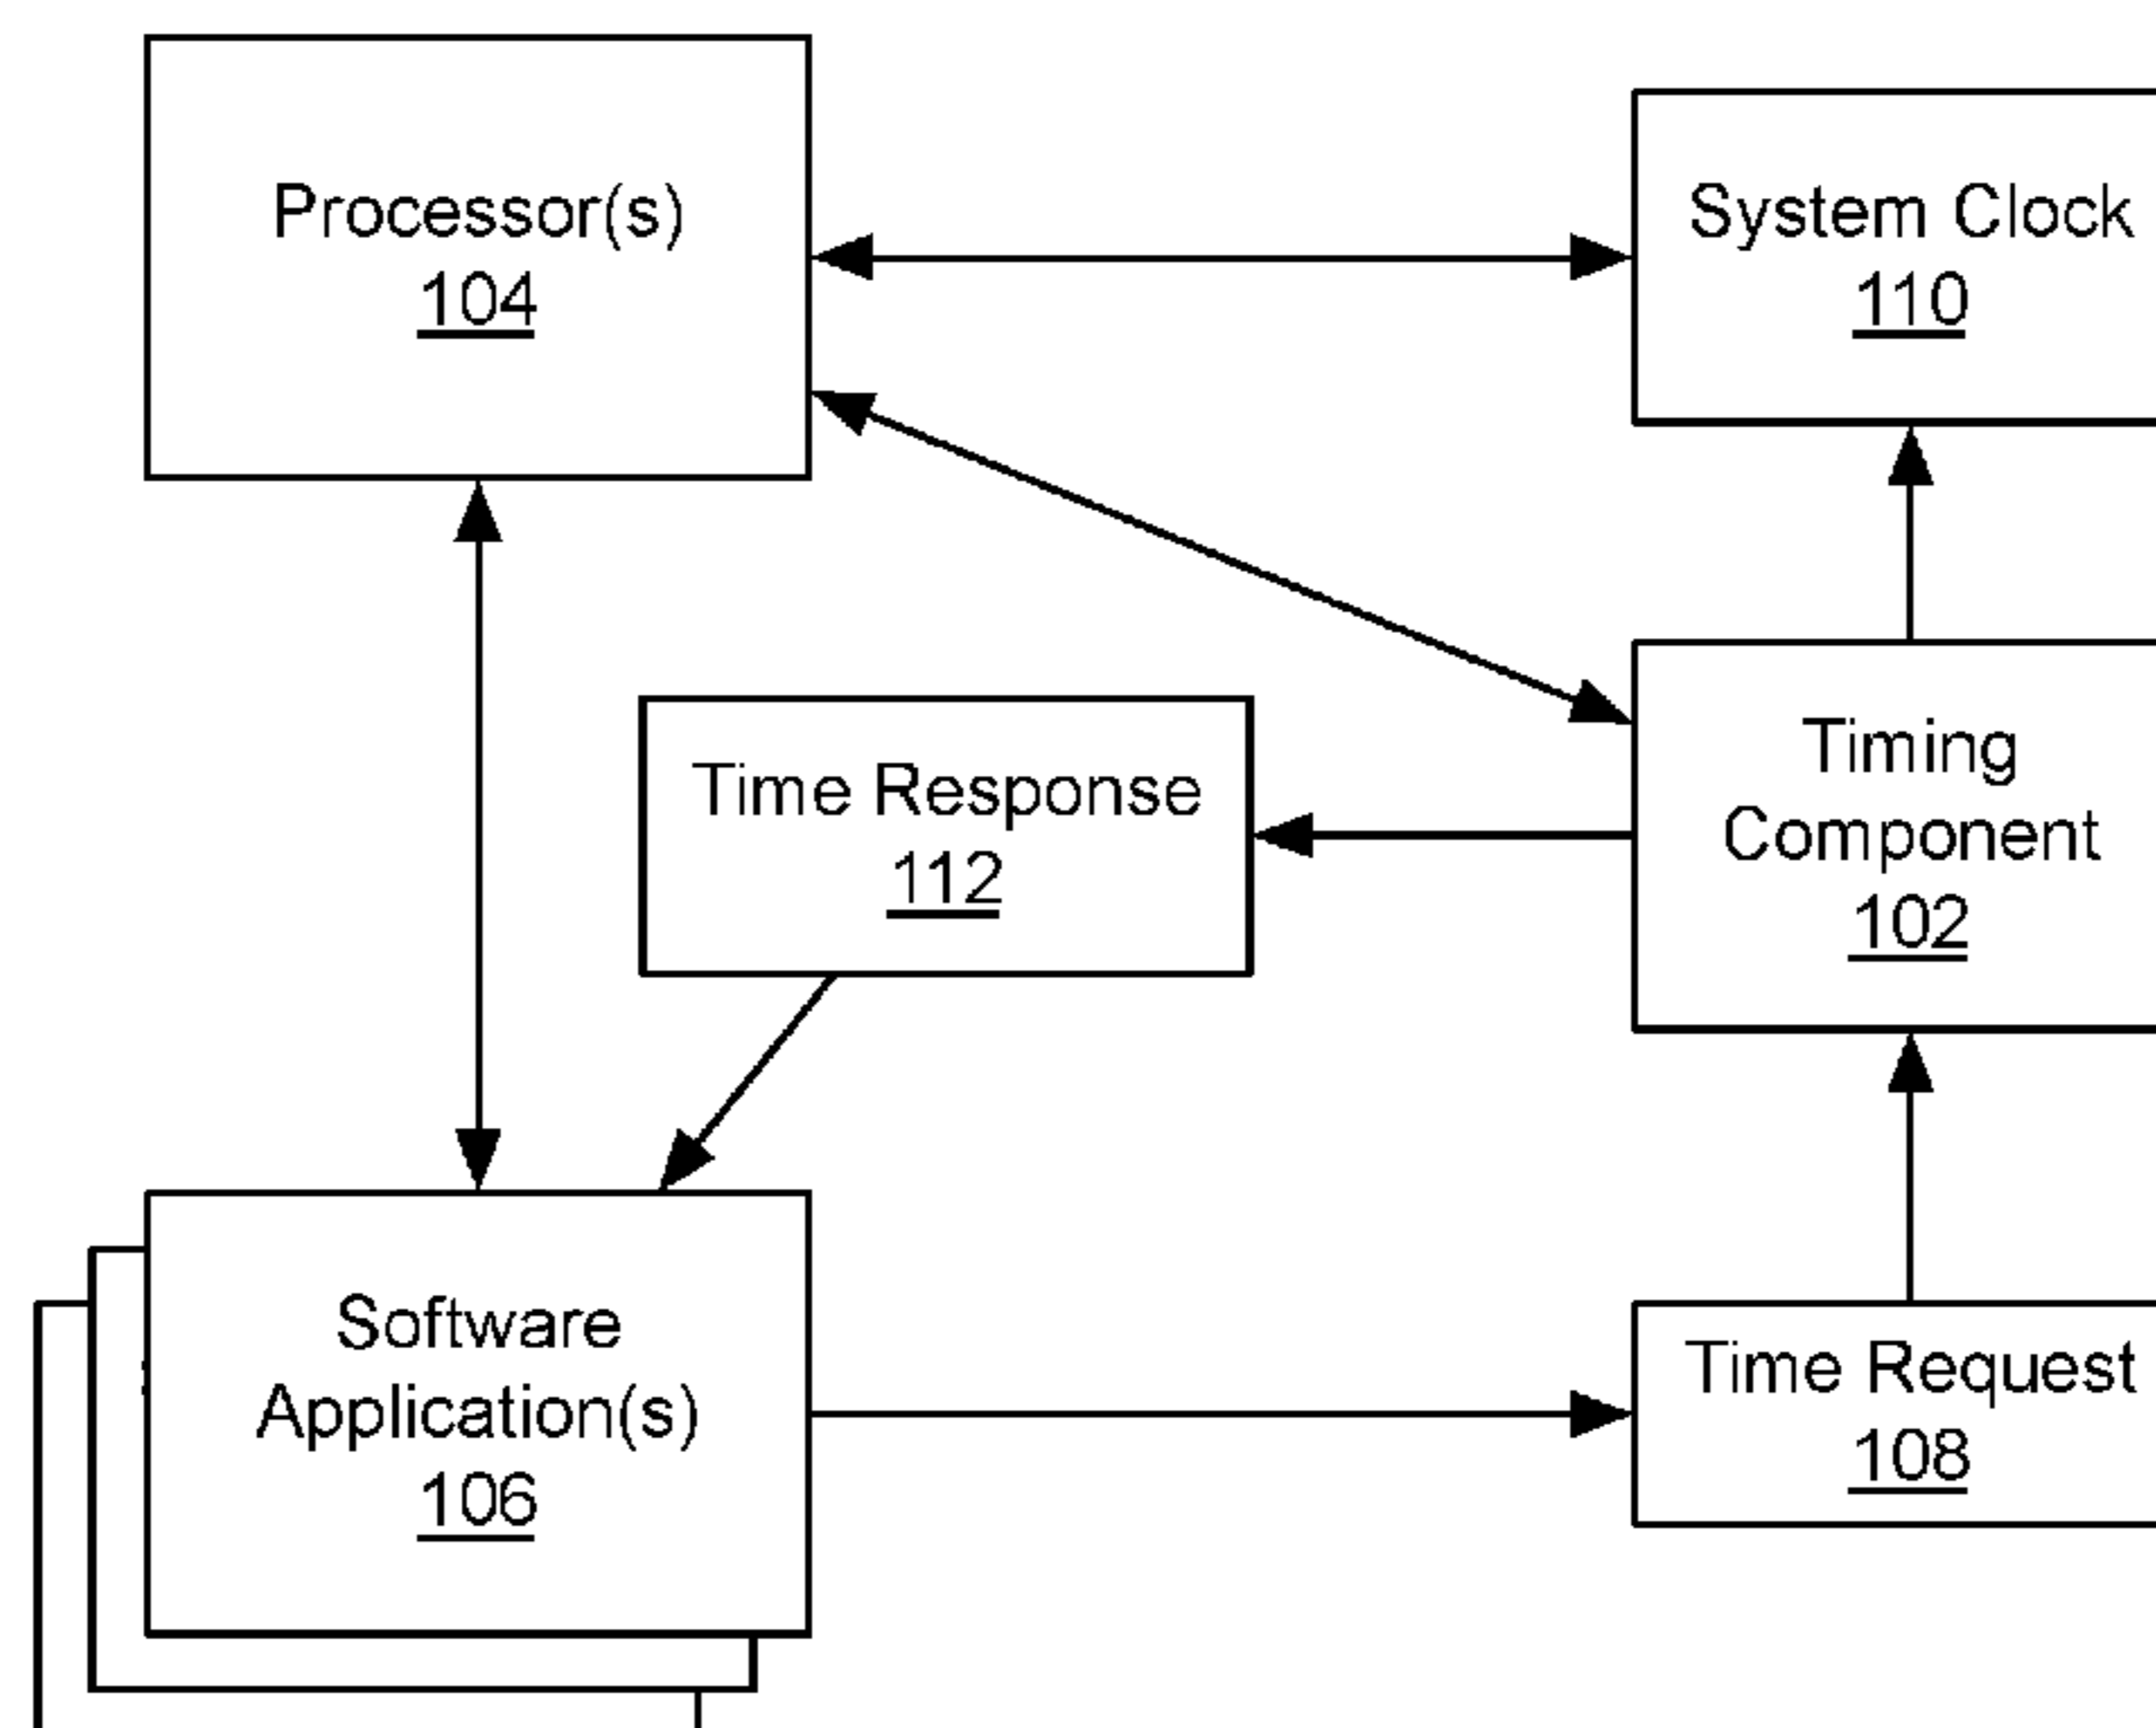 Processor(s)
104
System Clock
110
Time Response
112
Timing
Component
102
Software
Application(s)
106
Time Request
108